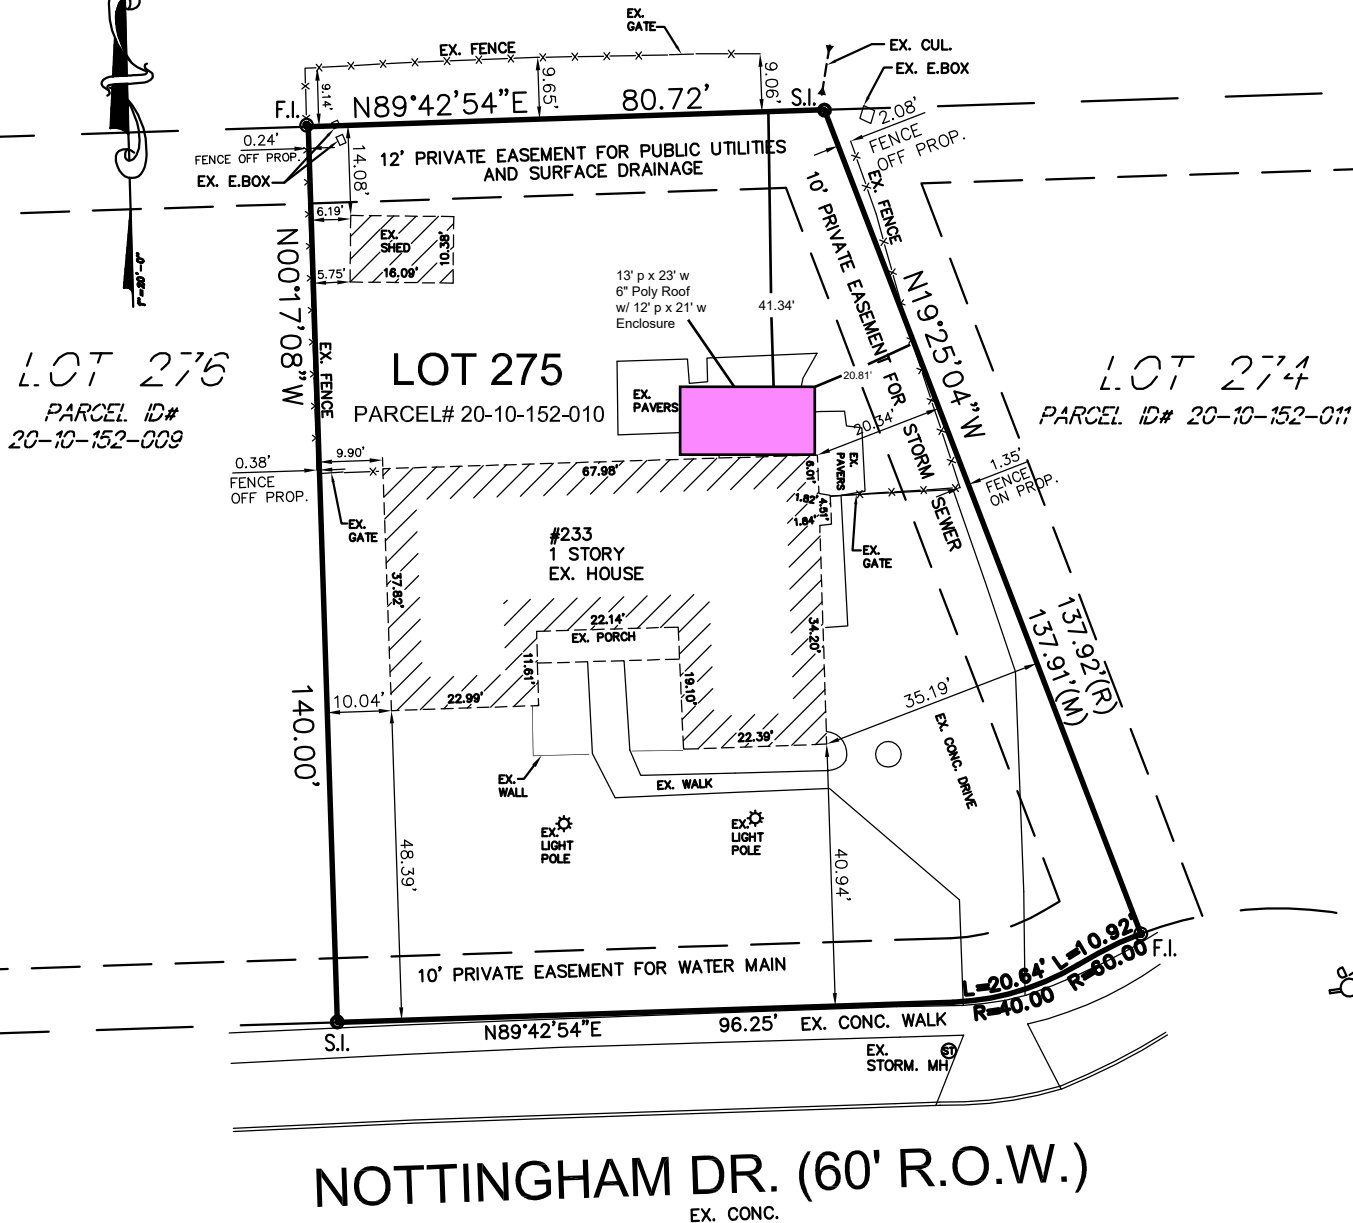 EX.
GATE
EX. FENCE
EX. CUL.
EX. E.BOX
9.14'
9.65'
9.06'
F.I.
N89°42'54"E
80.72'
S.I.
2.08'
FENCE
OFF PROP.
0.24'
FENCE OFF PROP.
EX. E.BOX
14.08'
12' PRIVATE EASEMENT FOR PUBLIC UTILITIES
AND SURFACE DRAINAGE
10' PRIVATE EASEMENT FOR STORM SEWER
EX. FENCE
6.19'
EX.
SHED
10.38'
16.09'
5.75'
1"=20'-0"
N00°17'08"W
13' p x 23' w
6" Poly Roof
w/ 12' p x 21' w
Enclosure
41.34'
N19°25'04"W
LOT 276
PARCEL ID#
20-10-152-009
EX. FENCE
LOT 275
PARCEL# 20-10-152-010
EX.
PAVERS
20.81'
LOT 274
PARCEL ID# 20-10-152-011
20.34'
0.38'
FENCE
OFF PROP.
9.90'
67.98'
6.01'
EX.
PAVERS
1.35'
FENCE
ON PROP.
1.82'
4.51'
1.84'
EX.
GATE
#233
1 STORY
EX. HOUSE
EX.
GATE
37.82'
22.14'
EX. PORCH
34.20'
137.92'(R)
137.91'(M)
11.61'
19.10'
140.00'
10.04'
22.99'
22.39'
35.19'
EX. CONC. DRIVE
EX.
WALL
EX. WALK
EX.
LIGHT
POLE
EX.
LIGHT
POLE
48.39'
40.94'
10' PRIVATE EASEMENT FOR WATER MAIN
L=20.64'
R=40.00
L=10.92'
R=60.00
F.I.
S.I.
N89°42'54"E
96.25'
EX. CONC. WALK
EX.
STORM. MH
ST
NOTTINGHAM DR. (60' R.O.W.)
EX. CONC.